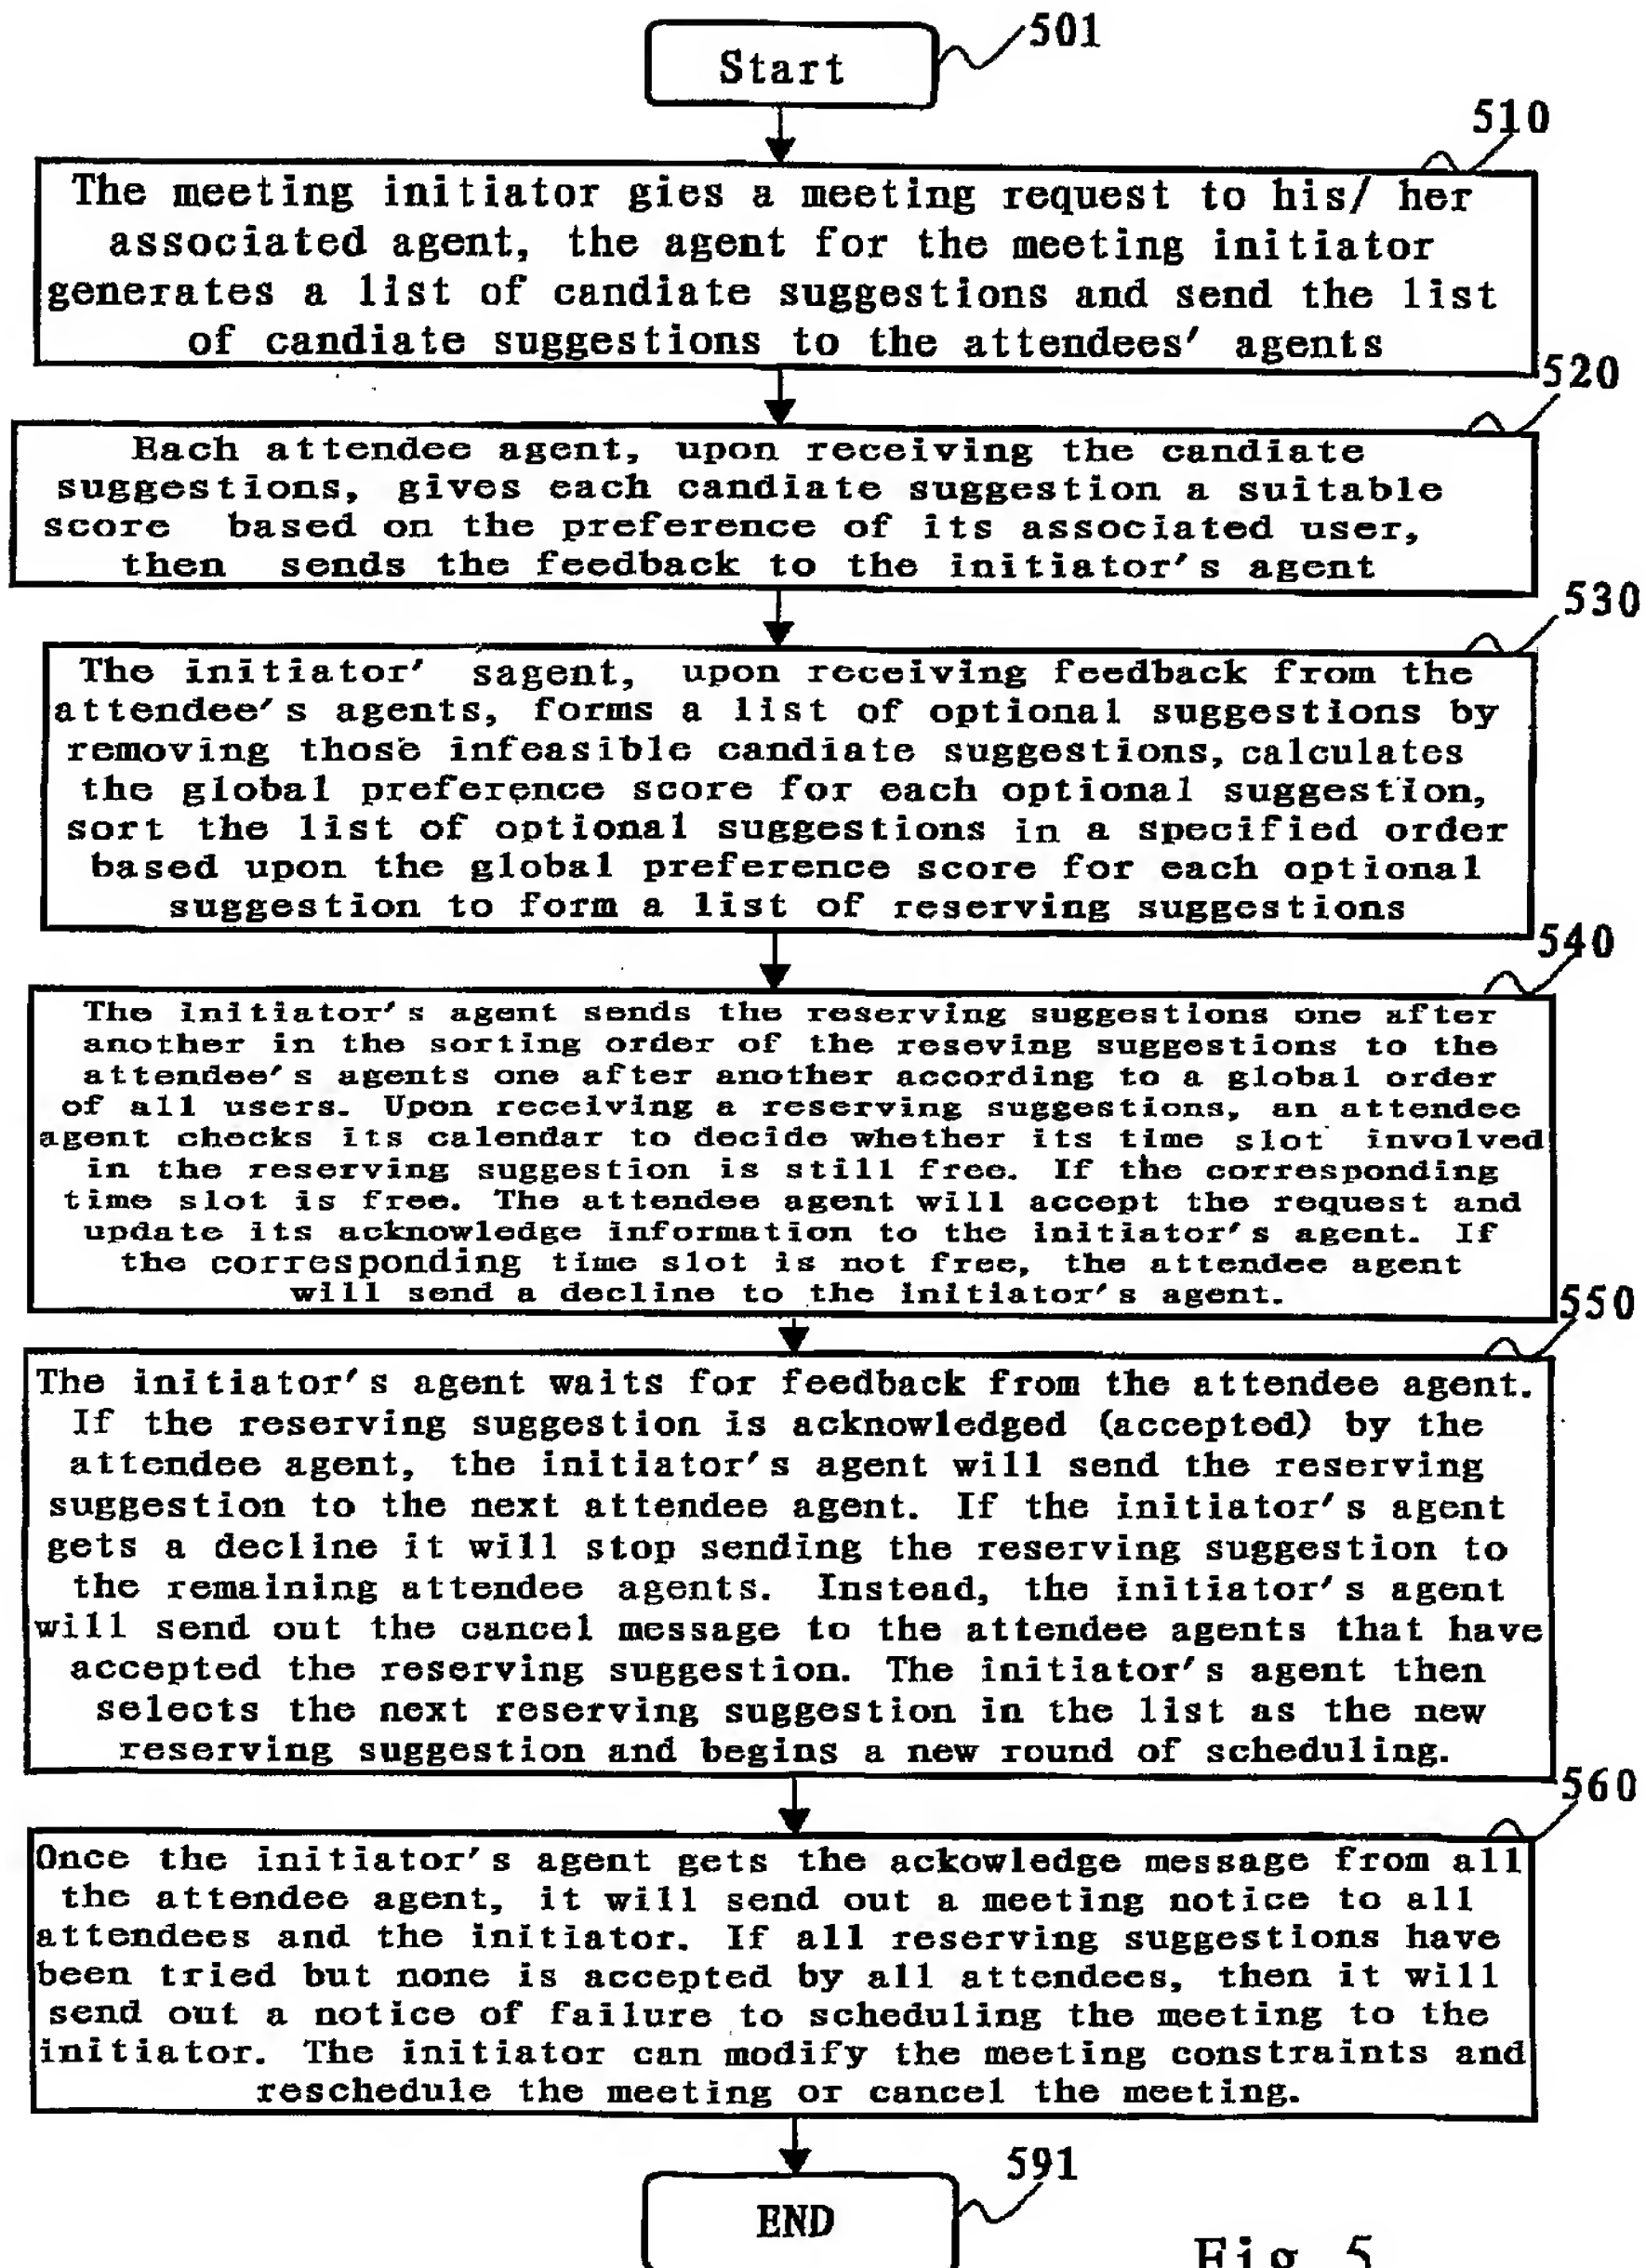 Start
501
510
The meeting initiator gies a meeting request to his/ her
associated agent, the agent for the meeting initiator
generates a list of candiate suggestions and send the list
of candiate suggestions to the attendees' agents
520
Each attendee agent, upon receiving the candiate
suggestions, gives each candiate suggestion a suitable
score based on the preference of its associated user,
then sends the feedback to the initiator's agent
530
The initiator' sagent, upon receiving feedback from the
attendee's agents, forms a list of optional suggestions by
removing those infeasible candiate suggestions, calculates
the global preference score for each optional suggestion,
sort the list of optional suggestions in a specified order
based upon the global preference score for each optional
suggestion to form a list of reserving suggestions
540
The initiator's agent sends the reserving suggestions one after
another in the sorting order of the reseving suggestions to the
attendee's agents one after another according to a global order
of all users. Upon receiving a reserving suggestions, an attendee
agent checks its calendar to decide whether its time slot involved
in the reserving suggestion is still free. If the corresponding
time slot is free. The attendee agent will accept the request and
update its acknowledge information to the initiator's agent. If
the corresponding time slot is not free, the attendee agent
will send a decline to the initiator's agent.
550
The initiator's agent waits for feedback from the attendee agent.
If the reserving suggestion is acknowledged (accepted) by the
attendee agent, the initiator's agent will send the reserving
suggestion to the next attendee agent. If the initiator's agent
gets a decline it will stop sending the reserving suggestion to
the remaining attendee agents. Instead, the initiator's agent
will send out the cancel message to the attendee agents that have
accepted the reserving suggestion. The initiator's agent then
selects the next reserving suggestion in the list as the new
reserving suggestion and begins a new round of scheduling.
560
Once the initiator's agent gets the ackowledge message from all
the attendee agent, it will send out a meeting notice to all
attendees and the initiator. If all reserving suggestions have
been tried but none is accepted by all attendees, then it will
send out a notice of failure to scheduling the meeting to the
initiator. The initiator can modify the meeting constraints and
reschedule the meeting or cancel the meeting.
591
END
Fig 5